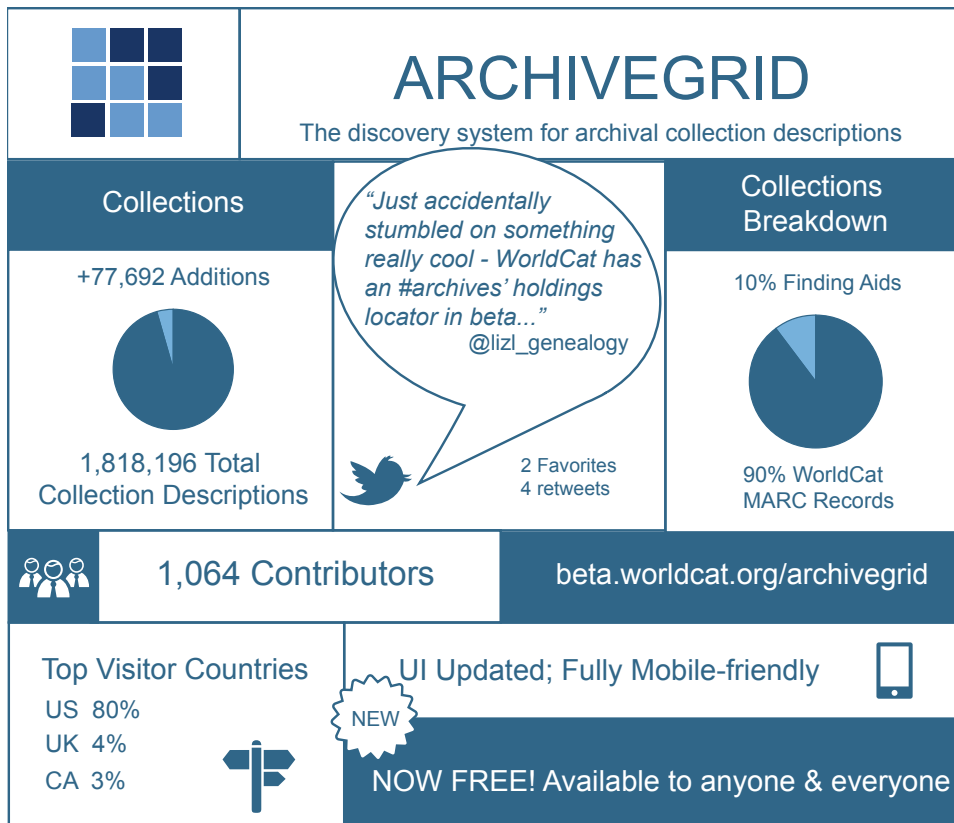 ARCHIVEGRID
The discovery system for archival collection descriptions
Collections
+77,692 Additions
1,818,196 Total
Collection Descriptions
“Just accidentally
stumbled on something
really cool - WorldCat has
an #archives’ holdings
locator in beta...”
@lizl_genealogy
2 Favorites
4 retweets
Collections
Breakdown
10% Finding Aids
90% WorldCat
MARC Records
1,064 Contributors
beta.worldcat.org/archivegrid
Top Visitor Countries
US 80%
UK 4%
CA 3%
UI Updated; Fully Mobile-friendly
NEW
NOW FREE! Available to anyone & everyone